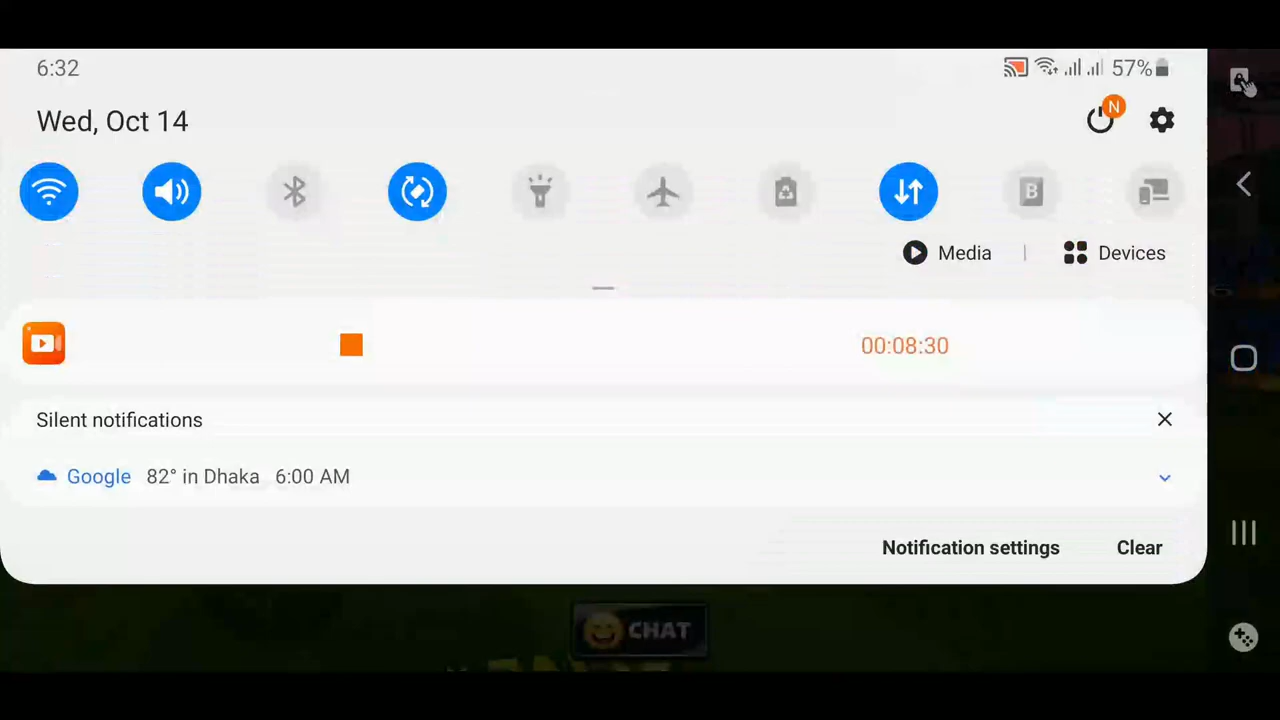 6:32
57%
Wed, Oct 14
N
B
Media
Devices
00:08:30
Silent notifications
Google 82° in Dhaka 6:00 AM
Notification settings
Clear
CHAT